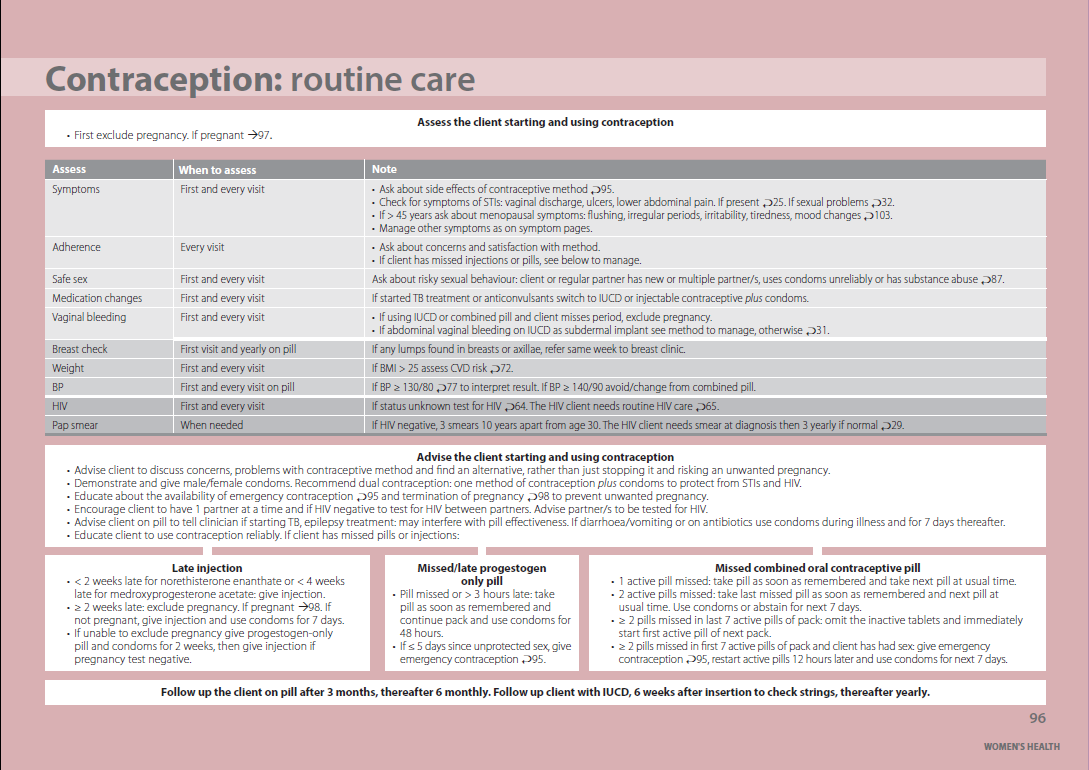 Contraception: routine care
Assess the client starting and using contraception
• First exclude pregnancy. If pregnant →97.
Assess When to assess Note
Symptoms First and every visit • Ask about side effects of contraceptive method ⮌95.
• Check for symptoms of STIs: vaginal discharge, ulcers, lower abdominal pain. If present ⮌25. If sexual problems ⮌32.
• If > 45 years ask about menopausal symptoms: flushing, irregular periods, irritability, tiredness, mood changes ⮌103.
• Manage other symptoms as on symptom pages.
Adherence Every visit • Ask about concerns and satisfaction with method.
• If client has missed injections or pills, see below to manage.
Safe sex First and every visit Ask about risky sexual behaviour: client or regular partner has new or multiple partner/s, uses condoms unreliably or has substance abuse ⮌87.
Medication changes First and every visit If started TB treatment or anticonvulsants switch to IUCD or injectable contraceptive plus condoms.
Vaginal bleeding First and every visit • If using IUCD or combined pill and client misses period, exclude pregnancy.
• If abdominal vaginal bleeding on IUCD as subdermal implant see method to manage, otherwise ⮌31.
Breast check First visit and yearly on pill If any lumps found in breasts or axillae, refer same week to breast clinic.
Weight First and every visit If BMI > 25 assess CVD risk ⮌72.
BP First and every visit on pill If BP ≥ 130/80 ⮌77 to interpret result. If BP ≥ 140/90 avoid/change from combined pill.
HIV First and every visit If status unknown test for HIV ⮌64. The HIV client needs routine HIV care ⮌65.
Pap smear When needed If HIV negative, 3 smears 10 years apart from age 30. The HIV client needs smear at diagnosis then 3 yearly if normal ⮌29.
Advise the client starting and using contraception
• Advise client to discuss concerns, problems with contraceptive method and find an alternative, rather than just stopping it and risking an unwanted pregnancy.
• Demonstrate and give male/female condoms. Recommend dual contraception: one method of contraception plus condoms to protect from STIs and HIV.
• Educate about the availability of emergency contraception ⮌95 and termination of pregnancy ⮌98 to prevent unwanted pregnancy.
• Encourage client to have 1 partner at a time and if HIV negative to test for HIV between partners. Advise partner/s to be tested for HIV.
• Advise client on pill to tell clinician if starting TB, epilepsy treatment: may interfere with pill effectiveness. If diarrhoea/vomiting or on antibiotics use condoms during illness and for 7 days thereafter.
• Educate client to use contraception reliably. If client has missed pills or injections:
Late injection
• < 2 weeks late for norethisterone enanthate or < 4 weeks
late for medroxyprogesterone acetate: give injection.
• ≥ 2 weeks late: exclude pregnancy. If pregnant →98. If
not pregnant, give injection and use condoms for 7 days.
• If unable to exclude pregnancy give progestogen-only
pill and condoms for 2 weeks, then give injection if
pregnancy test negative.
Missed/late progestogen
only pill
• Pill missed or > 3 hours late: take
pill as soon as remembered and
continue pack and use condoms for
48 hours.
• If ≤ 5 days since unprotected sex, give
emergency contraception ⮌95.
Missed combined oral contraceptive pill
• 1 active pill missed: take pill as soon as remembered and take next pill at usual time.
• 2 active pills missed: take last missed pill as soon as remembered and next pill at
usual time. Use condoms or abstain for next 7 days.
• ≥ 2 pills missed in last 7 active pills of pack: omit the inactive tablets and immediately
start first active pill of next pack.
• ≥ 2 pills missed in first 7 active pills of pack and client has had sex: give emergency
contraception ⮌95, restart active pills 12 hours later and use condoms for next 7 days.
Follow up the client on pill after 3 months, thereafter 6 monthly. Follow up client with IUCD, 6 weeks after insertion to check strings, thereafter yearly.
96
WOMEN'S HEALTH